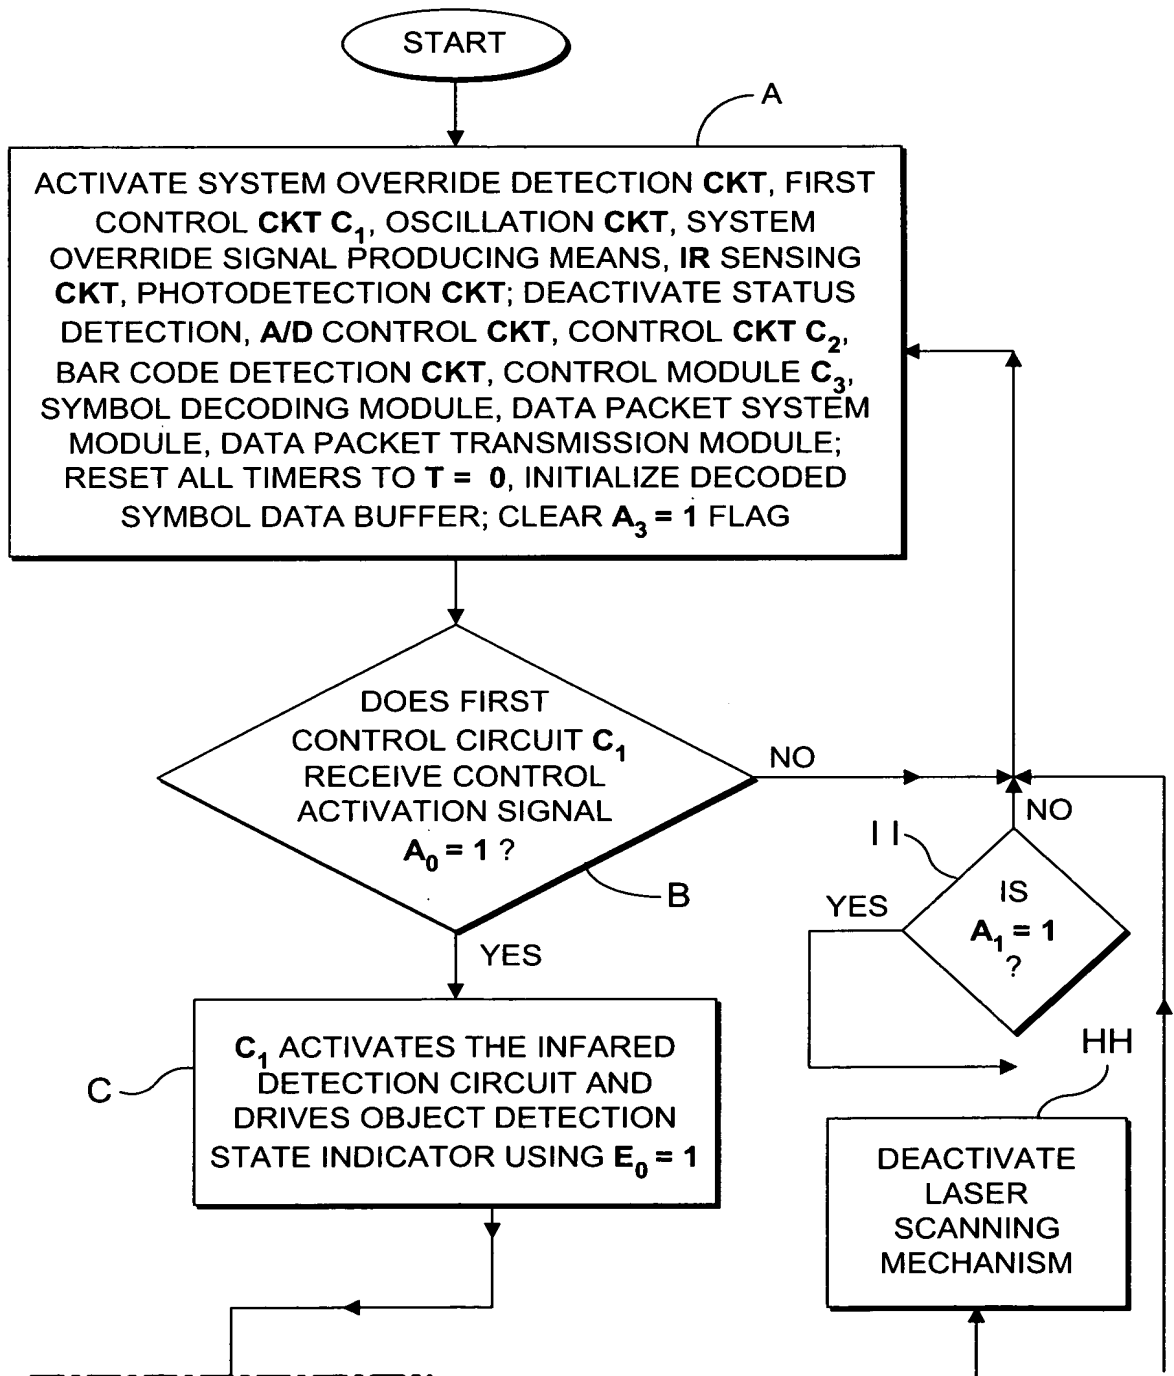 START
A
ACTIVATE SYSTEM OVERRIDE DETECTION CKT, FIRST
CONTROL CKT C1, OSCILLATION CKT, SYSTEM
OVERRIDE SIGNAL PRODUCING MEANS, IR SENSING
CKT, PHOTODETECTION CKT; DEACTIVATE STATUS
DETECTION, A/D CONTROL CKT, CONTROL CKT C2,
BAR CODE DETECTION CKT, CONTROL MODULE C3,
SYMBOL DECODING MODULE, DATA PACKET SYSTEM
MODULE, DATA PACKET TRANSMISSION MODULE;
RESET ALL TIMERS TO T = 0, INITIALIZE DECODED
SYMBOL DATA BUFFER; CLEAR A3 = 1 FLAG
DOES FIRST
CONTROL CIRCUIT C1
RECEIVE CONTROL
ACTIVATION SIGNAL
A0 = 1 ?
NO
B
YES
NO
II
IS
A1 = 1
?
YES
C1 ACTIVATES THE INFARED
DETECTION CIRCUIT AND
DRIVES OBJECT DETECTION
STATE INDICATOR USING E0 = 1
C
HH
DEACTIVATE
LASER
SCANNING
MECHANISM